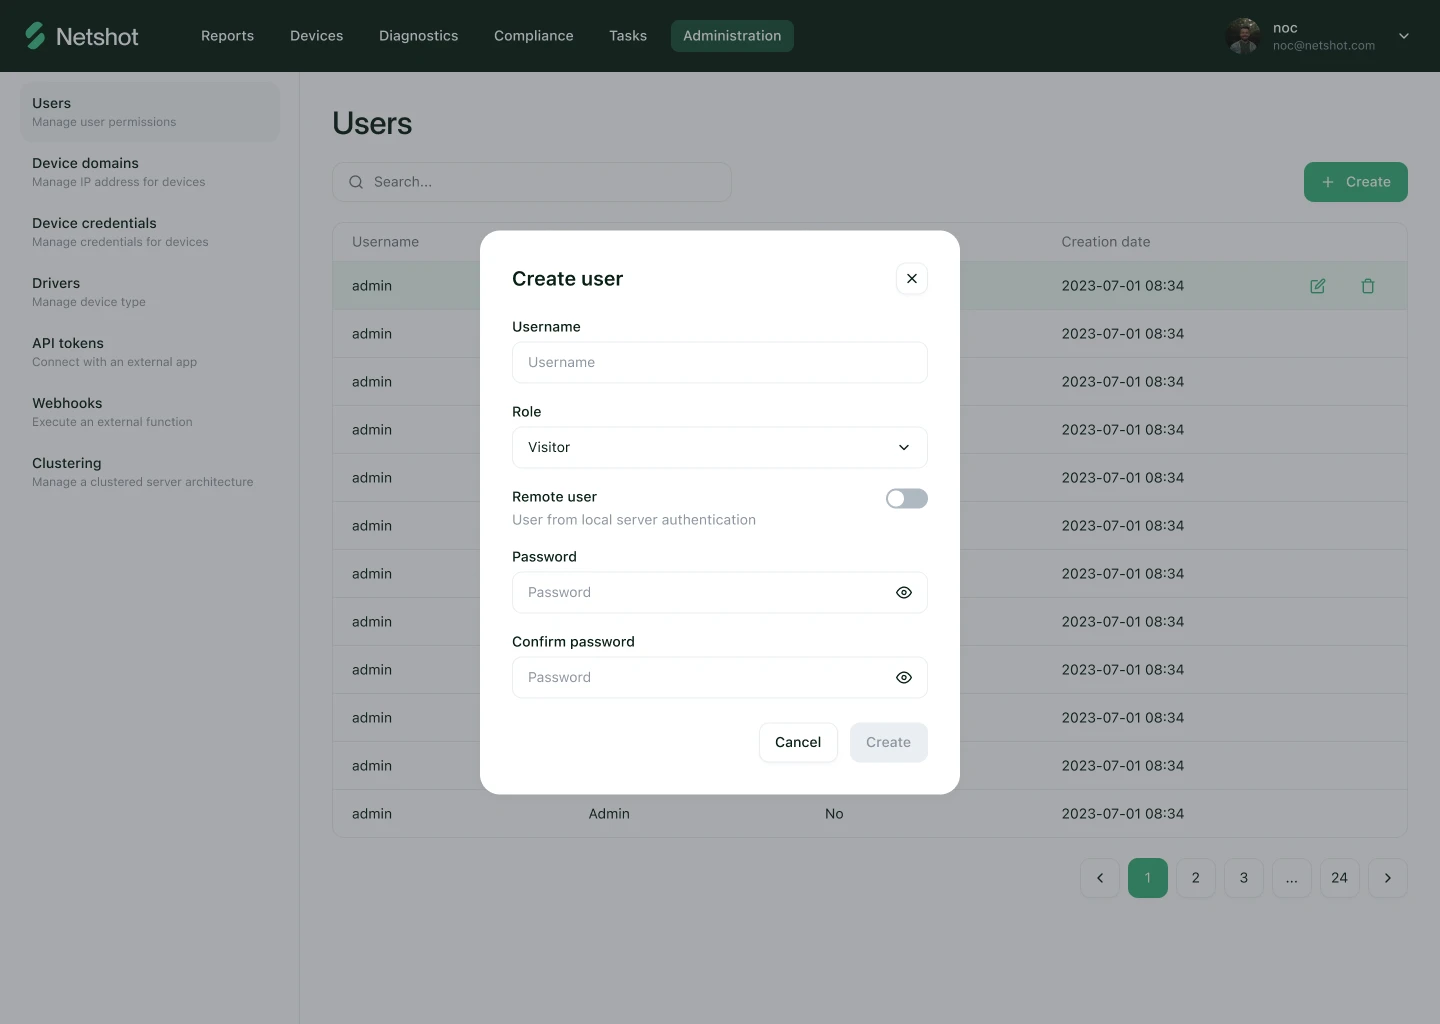 Netshot
Reports
Devices
Diagnostics
Compliance
Tasks
Administration
noc
noc@netshot.com
Users
Manage user permissions
Device domains
Manage IP address for devices
Device credentials
Manage credentials for devices
Drivers
Manage device type
API tokens
Connect with an external app
Webhooks
Execute an external function
Clustering
Manage a clustered server architecture
Users
Search...
Create
Username
Creation date
admin
2023-07-01 08:34
admin
2023-07-01 08:34
admin
2023-07-01 08:34
admin
2023-07-01 08:34
admin
2023-07-01 08:34
admin
2023-07-01 08:34
admin
2023-07-01 08:34
admin
2023-07-01 08:34
admin
2023-07-01 08:34
admin
2023-07-01 08:34
admin
2023-07-01 08:34
admin
Admin
No
2023-07-01 08:34
1
2
3
...
24
Create user
Username
Username
Role
Visitor
Remote user
User from local server authentication
Password
Password
Confirm password
Password
Cancel
Create